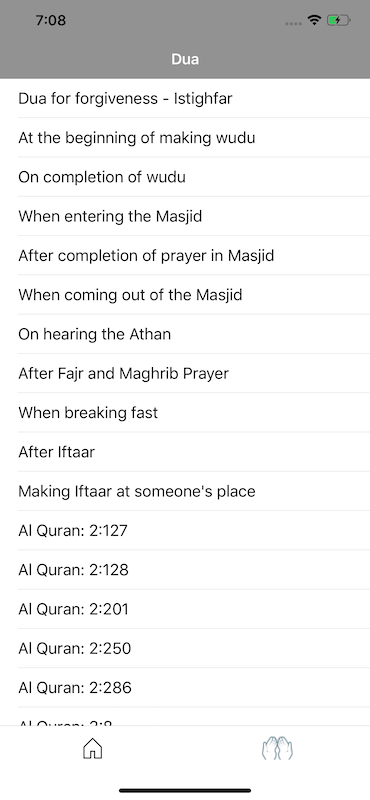 7:08
Dua
Dua for forgiveness - Istighfar
At the beginning of making wudu
On completion of wudu
When entering the Masjid
After completion of prayer in Masjid
When coming out of the Masjid
On hearing the Athan
After Fajr and Maghrib Prayer
When breaking fast
After Iftaar
Making Iftaar at someone's place
Al Quran: 2:127
Al Quran: 2:128
Al Quran: 2:201
Al Quran: 2:250
Al Quran: 2:286
Al Quran: